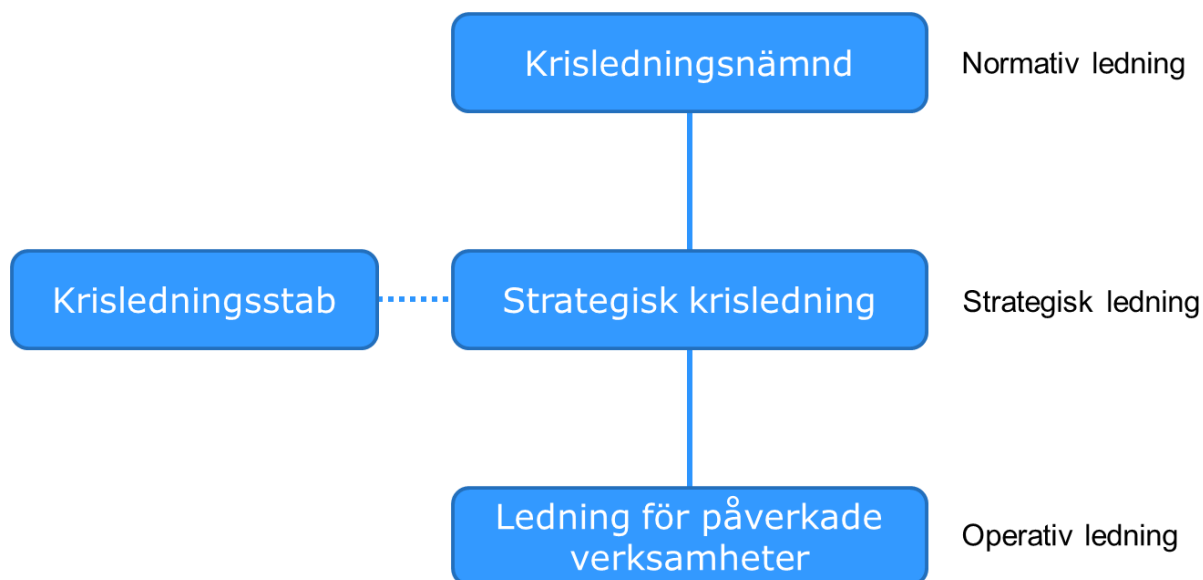 Krisledningsnämnd
Normativ ledning
Krisledningsstab
Strategisk krisledning
Strategisk ledning
Ledning för påverkade
verksamheter
Operativ ledning